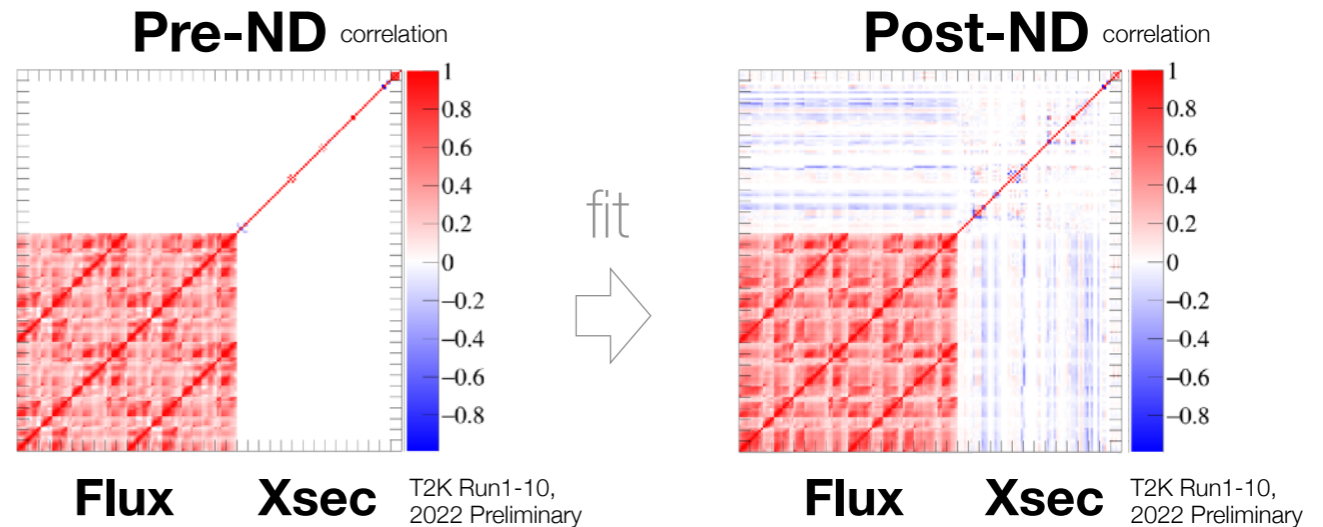 Pre-ND correlation
1
0.8
0.6
0.4
0.2
0
−0.2
−0.4
−0.6
−0.8
Flux Xsec
T2K Run1-10,
2022 Preliminary
fit
Post-ND correlation
1
0.8
0.6
0.4
0.2
0
−0.2
−0.4
−0.6
−0.8
Flux Xsec
T2K Run1-10,
2022 Preliminary